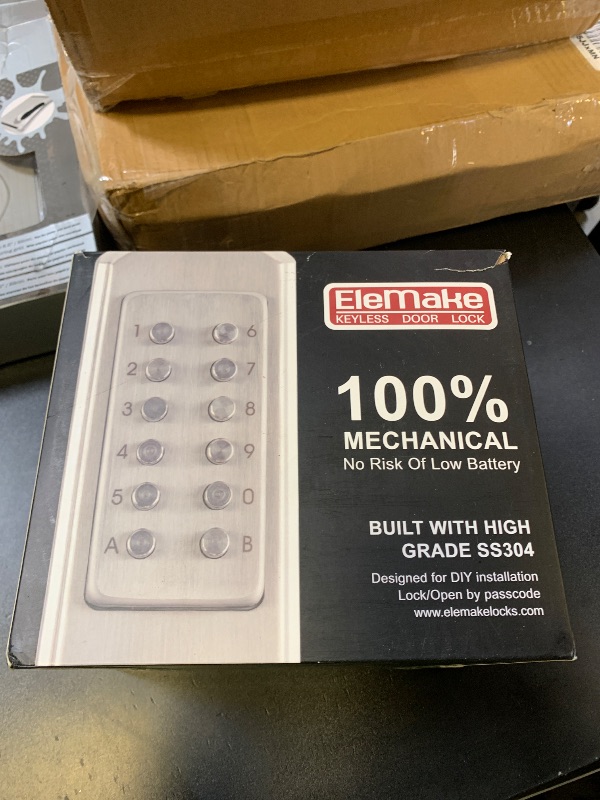 EleMake
KEYLESS DOOR LOCK
100%
MECHANICAL
No Risk Of Low Battery
BUILT WITH HIGH
GRADE SS304
Designed for DIY installation
Lock/Open by passcode
www.elemakelocks.com
1 6
2 7
3 8
4 9
5 0
A B